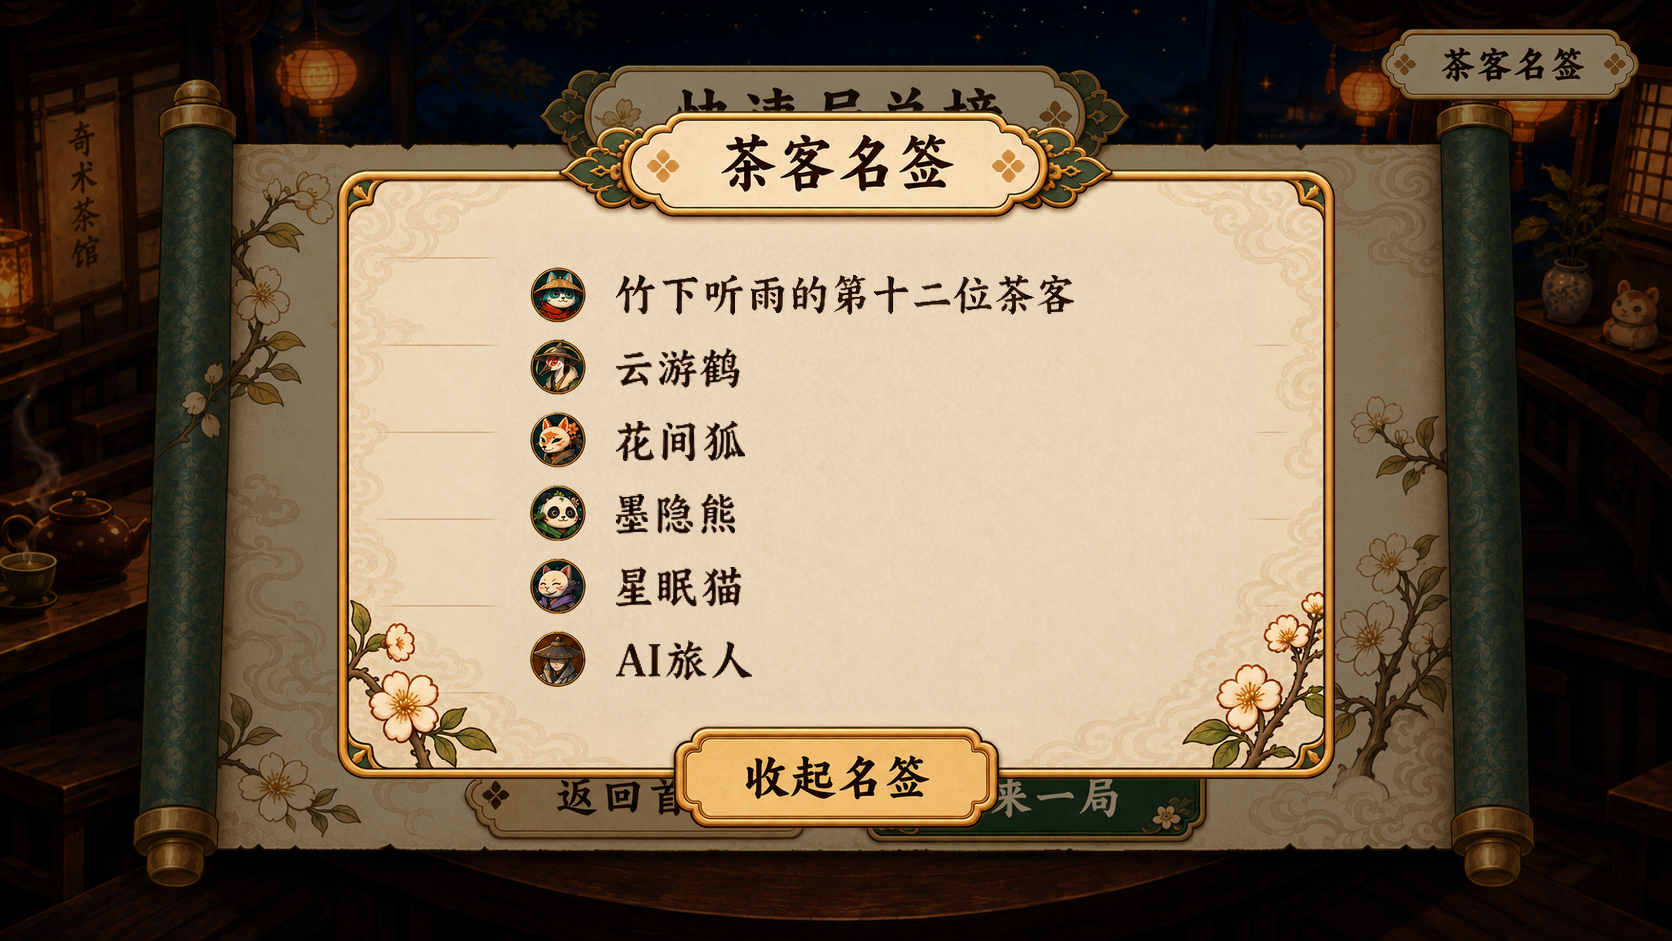 茶客名签
奇术茶馆
茶客名签
竹下听雨的第十二位茶客
云游鹤
花间狐
墨隐熊
星眠猫
AI旅人
收起名签
返回首
来一局